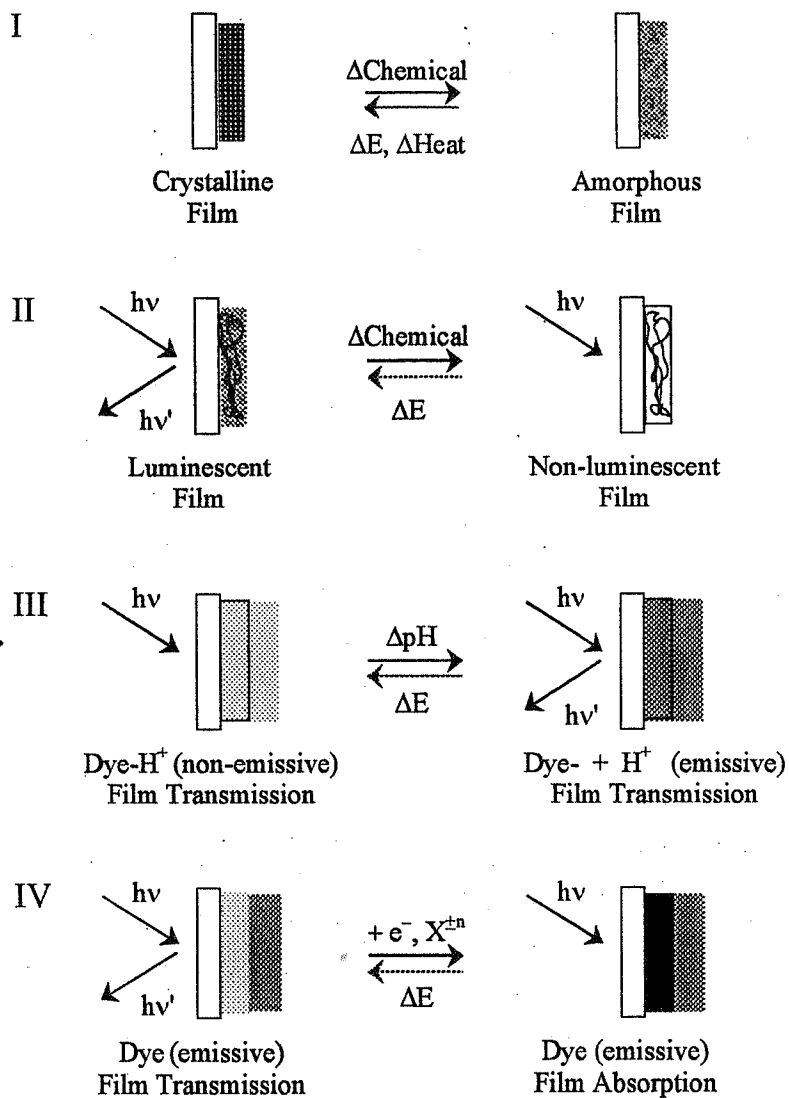 I
ΔChemical
ΔE, ΔHeat
Crystalline
Film
Amorphous
Film
II
hν
hν'
ΔChemical
ΔE
hν
Luminescent
Film
Non-luminescent
Film
III
hν
ΔpH
ΔE
hν
hν'
Dye-H⁺ (non-emissive)
Film Transmission
Dye- + H⁺ (emissive)
Film Transmission
IV
hν
hν'
+ e⁻, X±ⁿ
ΔE
hν
Dye (emissive)
Film Transmission
Dye (emissive)
Film Absorption